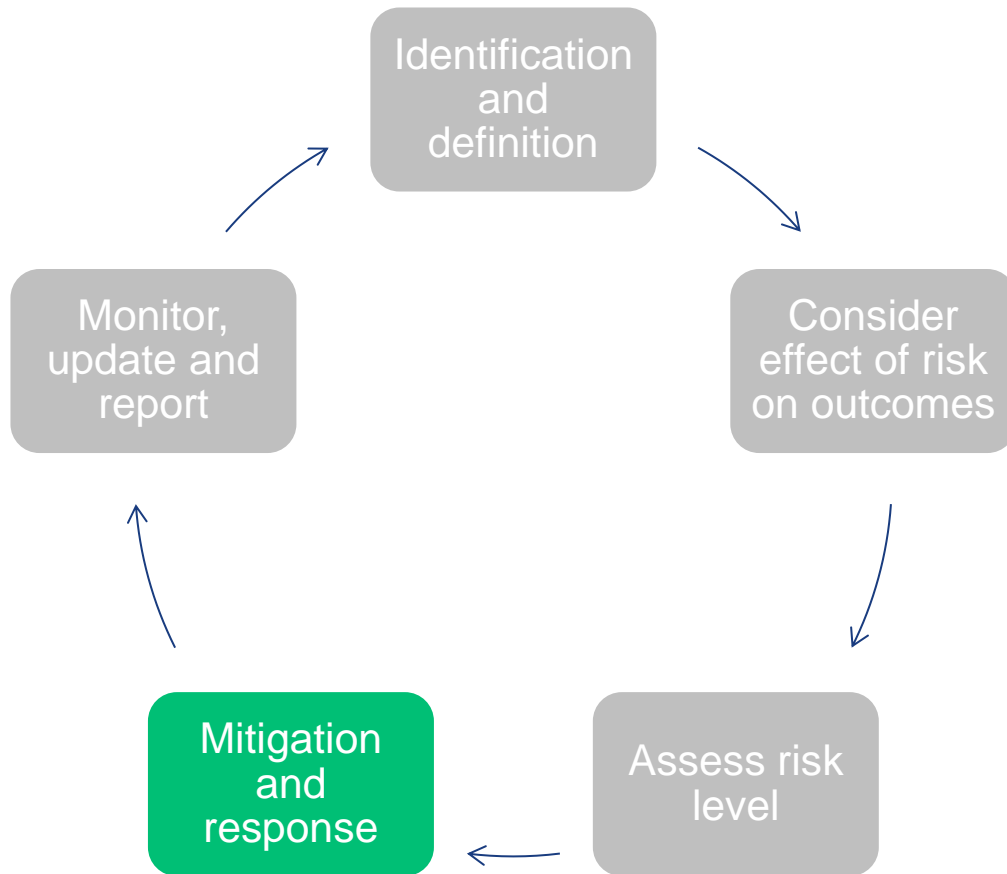 Identification
and
definition
Consider
effect of risk
on outcomes
Assess risk
level
Mitigation
and
response
Monitor,
update and
report